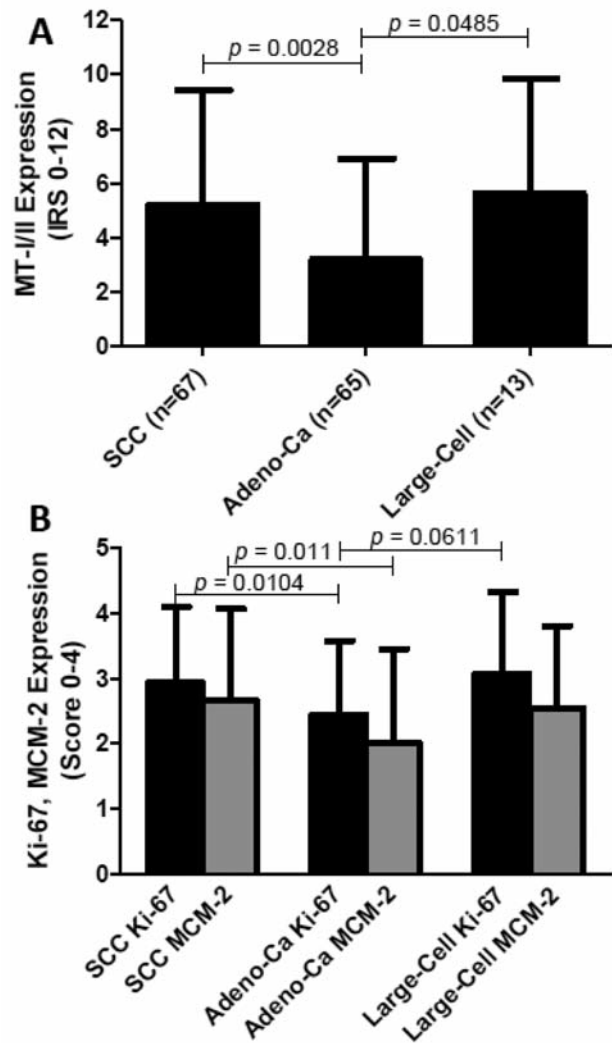 A
MT-I/II Expression
(IRS 0-12)
12
10
8
6
4
2
0
p = 0.0028
p = 0.0485
SCC (n=67)
Adeno-Ca (n=65)
Large-Cell (n=13)
B
Ki-67, MCM-2 Expression
(Score 0-4)
5
4
3
2
1
0
p = 0.0611
p = 0.011
p = 0.0104
SCC Ki-67
SCC MCM-2
Adeno-Ca Ki-67
Adeno-Ca MCM-2
Large-Cell Ki-67
Large-Cell MCM-2